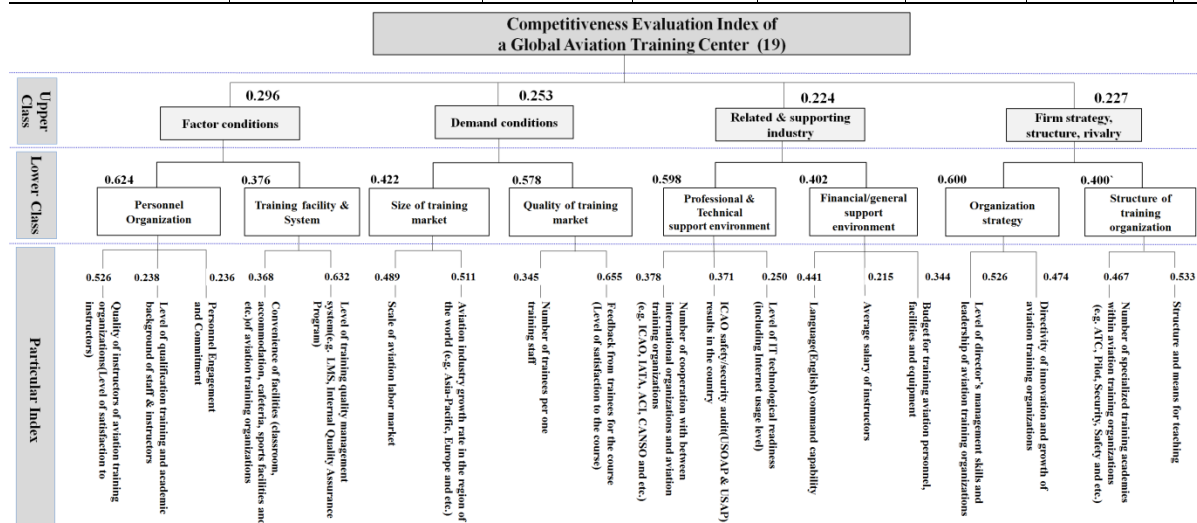 Competitiveness Evaluation Index of
a Global Aviation Training Center (19)
Upper
Class
0.296
0.253
0.224
0.227
Factor conditions
Demand conditions
Related & supporting
industry
Firm strategy,
structure, rivalry
Lower Class
0.624
0.376
0.422
0.578
0.598
0.402
0.600
0.400`
Personnel
Organization
Training facility &
System
Size of training
market
Quality of training
market
Professional &
Technical
support environment
Financial/general
support
environment
Organization
strategy
Structure of
training
organization
Particular Index
0.526
0.238
0.236
0.368
0.632
0.489
0.511
0.345
0.655
0.378
0.371
0.250
0.441
0.215
0.344
0.526
0.474
0.467
0.533
Quality of instructors of aviation training
organizations(Level of satisfaction to
instructors)
Level of qualification training and academic
background of staff & instructors
Personnel Engagement
and Commitment
Convenience of facilities (classroom,
accommodation, cafeteria, sports facilities and
etc.)of aviation training organizations
Level of training quality management
system(e.g. LMS, Internal Quality Assurance
Program)
Scale of aviation labor market
Aviation industry growth rate in the region of
the world (e.g. Asia-Pacific, Europe and etc.)
Number of trainees per one
training staff
Feedback from trainees for the course
(Level of satisfaction to the course)
Number of cooperation with between
international organizations and aviation
training organizations
(e.g. ICAO, IATA, ACI, CANSO and etc.)
ICAO safety/security audit(USOAP & USAP)
results in the country
Level of IT technological readiness
(including Internet usage level)
Language(English) command capability
Average salary of instructors
Budget for training aviation personnel,
facilities and equipment
Level of director's management skills and
leadership of aviation training organizations
Directivity of innovation and growth of
aviation training organizations
Number of specialized training academies
within aviation training organizations
(e.g. ATC, Pilot, Security, Safety and etc.)
Structure and means for teaching